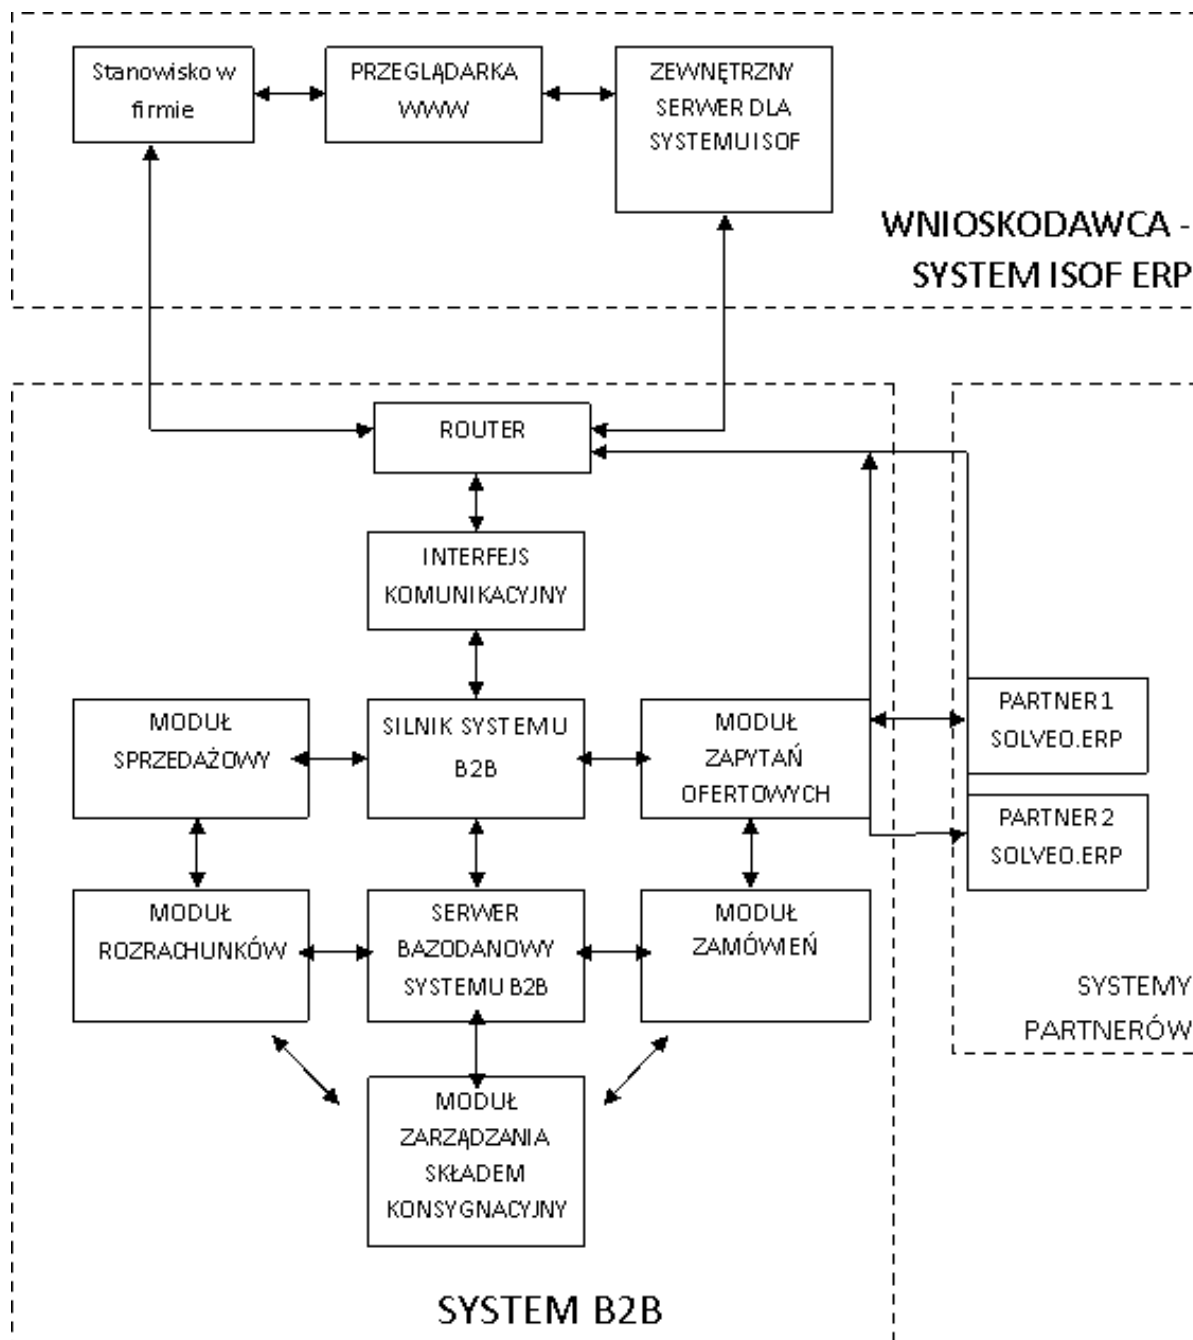 Stanowisko w
firmie
PRZEGLĄDARKA
WWW
ZEWNĘTRZNY
SERWER DLA
SYSTEMU ISOF
WNIOSKODAWCA -
SYSTEM ISOF ERP
ROUTER
INTERFEJS
KOMUNIKACYJNY
MODUŁ
SPRZEDAŻOWY
SILNIK SYSTEMU
B2B
MODUŁ
ZAPYTAŃ
OFERTOWYCH
PARTNER 1
SOLVEO.ERP
PARTNER 2
SOLVEO.ERP
MODUŁ
ROZRACHUNKÓW
SERWER
BAZODANOWY
SYSTEMU B2B
MODUŁ
ZAMÓWIEŃ
SYSTEMY
PARTNERÓW
MODUŁ
ZARZĄDZANIA
SKŁADEM
KONSYGNACYJNY
SYSTEM B2B